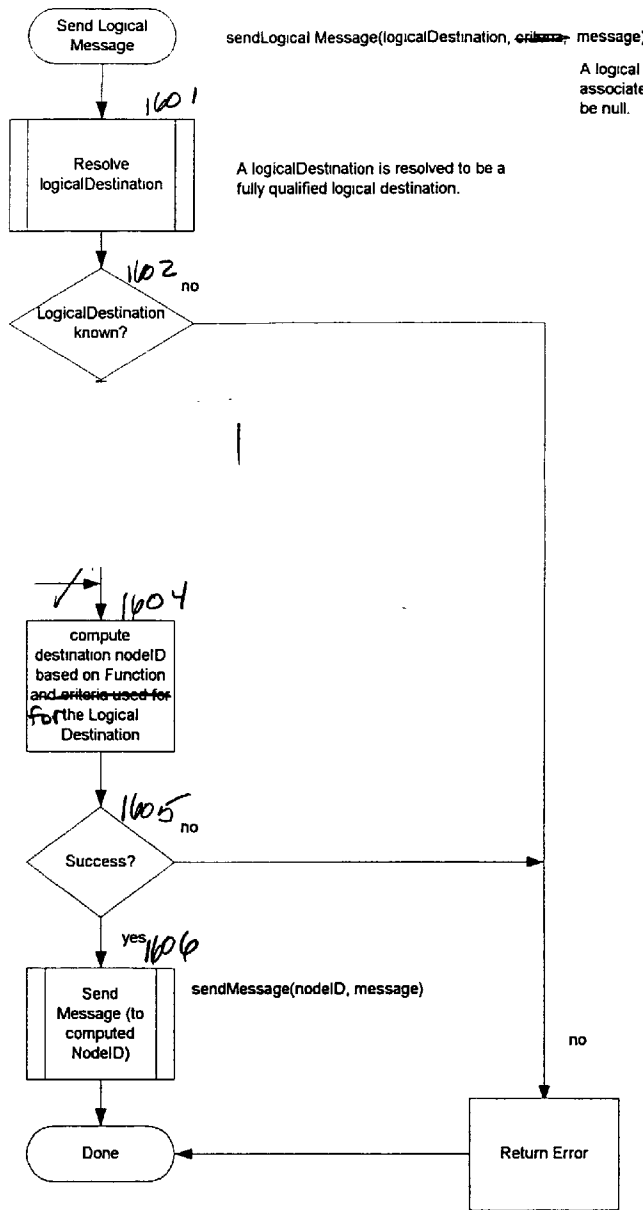 Send Logical
Message
sendLogical Message(logicalDestination, criteria, message)
A logical
associate
be null.
1601
Resolve
logicalDestination
A logicalDestination is resolved to be a
fully qualified logical destination.
1602
no
LogicalDestination
known?
1604
compute
destination nodeID
based on Function
and criteria used for
for the Logical
Destination
1605
no
Success?
yes
1606
Send
Message (to
computed
NodeID)
sendMessage(nodeID, message)
no
Done
Return Error